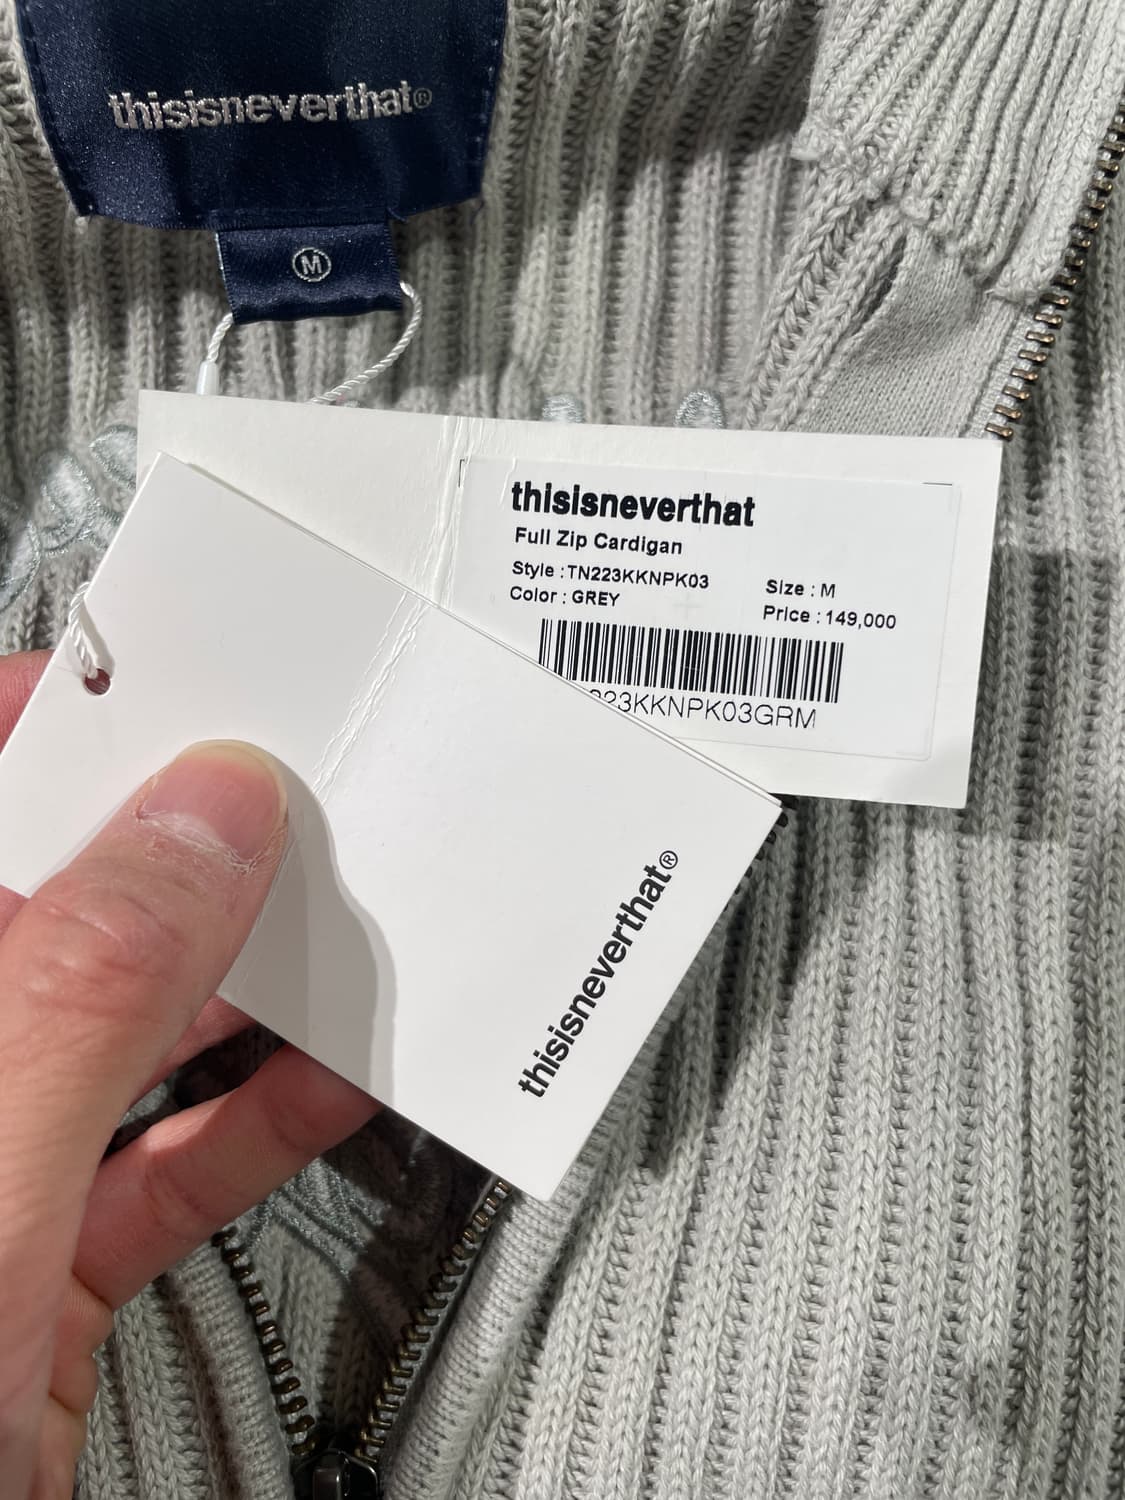 thisisneverthat®
M
thisisneverthat
Full Zip Cardigan
Style : TN223KKNPK03
Color : GREY
Size : M
Price : 149,000
223KKNPK03GRM
thisisneverthat®